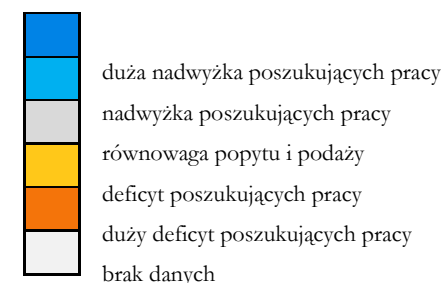 duża nadwyżka poszukujących pracy
nadwyżka poszukujących pracy
równowaga popytu i podaży
deficyt poszukujących pracy
duży deficyt poszukujących pracy
brak danych